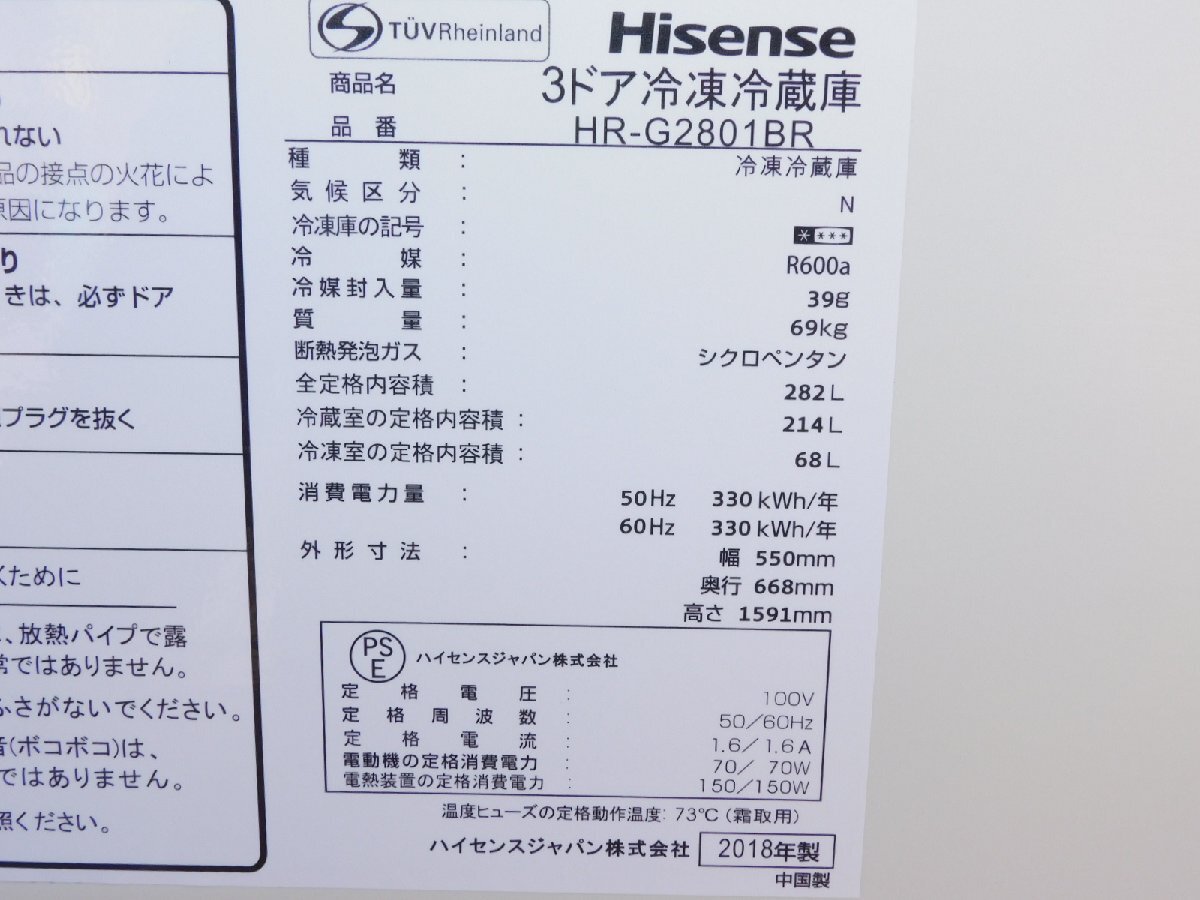 れない
品の接点の火花によ
原因になります。
り
きは、必ずドア
プラグを抜く
くために
、放熱パイプで露
常ではありません。
ふさがないでください。
音(ボコボコ)は、
ではありません。
照ください。
TÜVRheinland
Hisense
商品名 3ドア冷凍冷蔵庫
品番 HR-G2801BR
種類 : 冷凍冷蔵庫
気候区分 : N
冷凍庫の記号 : ****
冷媒 : R600a
冷媒封入量 : 39g
質量 : 69kg
断熱発泡ガス : シクロペンタン
全定格内容積 : 282L
冷蔵室の定格内容積 : 214L
冷凍室の定格内容積 : 68L
消費電力量 : 50Hz 330kWh/年
60Hz 330kWh/年
外形寸法 : 幅 550mm
奥行 668mm
高さ 1591mm
PSE ハイセンスジャパン株式会社
定格電圧 : 100V
定格周波数 : 50/60Hz
定格電流 : 1.6/1.6A
電動機の定格消費電力 : 70/70W
電熱装置の定格消費電力 : 150/150W
温度ヒューズの定格動作温度: 73℃(霜取用)
ハイセンスジャパン株式会社 2018年製
中国製